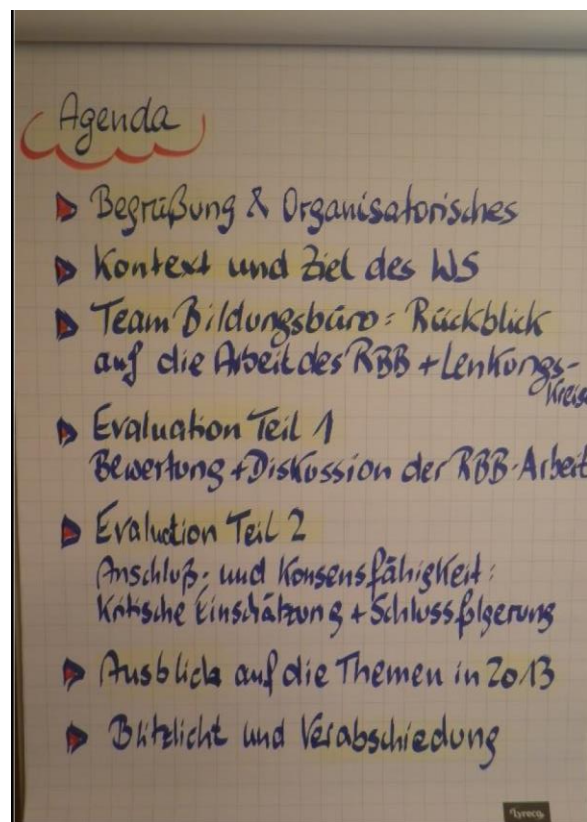 Agenda
Begrüßung & Organisatorisches
Kontext und Ziel des WS
Team Bildungsbüro: Rückblick
auf die Arbeit des RBB + Lenkungs-
kreise
Evaluation Teil 1
Bewertung + Diskussion der RBB-Arbeit
Evaluation Teil 2
Anschluß- und Konsensfähigkeit:
Kritische Einschätzung + Schlussfolgerung
Ausblick auf die Themen in 2013
Blitzlicht und Verabschiedung